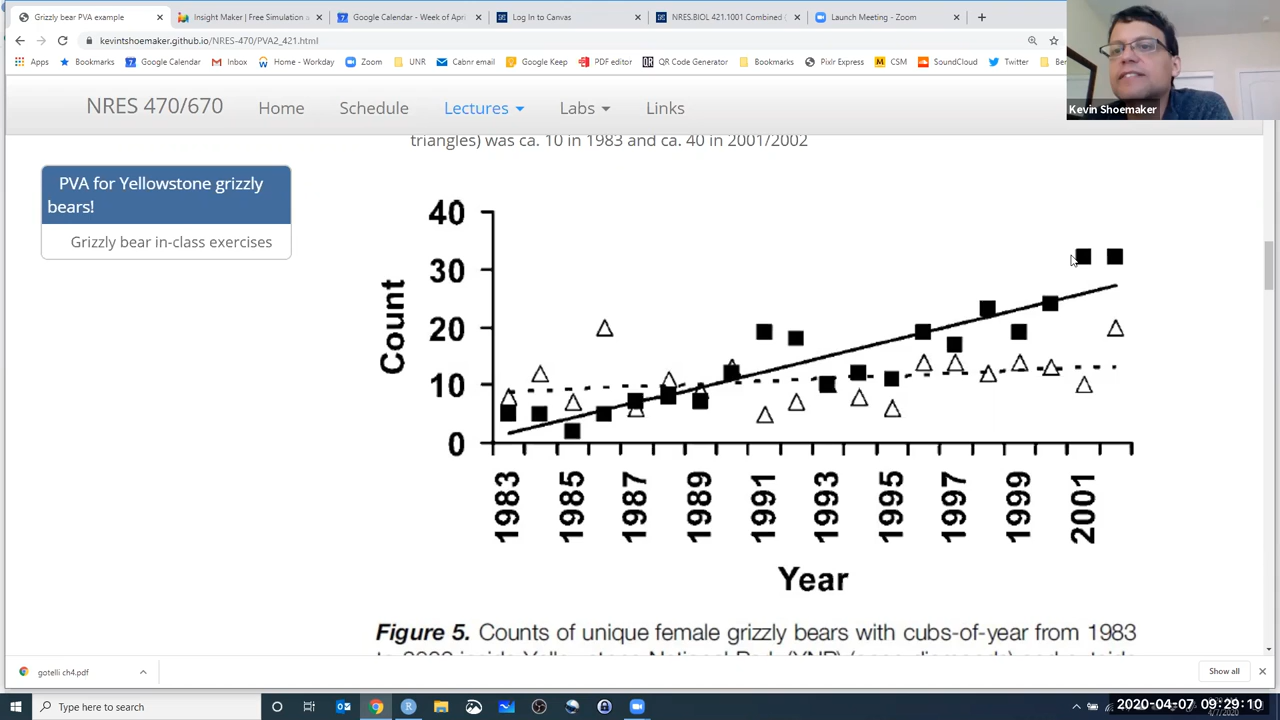 Grizzly bear PVA example
Insight Maker | Free Simulation a
Google Calendar - Week of Apri
Log In to Canvas
NRES.BIOL 421.1001 Combined (
Launch Meeting - Zoom
kevintshoemaker.github.io/NRES-470/PVA2_421.html
Apps
Bookmarks
Google Calendar
Inbox
Home - Workday
Zoom
UNR
Cabnr email
Google Keep
PDF editor
QR Code Generator
Bookmarks
Pixlr Express
CSM
SoundCloud
Twitter
Ber
Kevin Shoemaker
NRES 470/670
Home
Schedule
Lectures
Labs
Links
triangles) was ca. 10 in 1983 and ca. 40 in 2001/2002
PVA for Yellowstone grizzly
bears!
Grizzly bear in-class exercises
40
30
20
10
0
Count
1983
1985
1987
1989
1991
1993
1995
1997
1999
2001
Year
Figure 5. Counts of unique female grizzly bears with cubs-of-year from 1983
gotelli ch4.pdf
Show all
Type here to search
2020-04-07 09:29:10